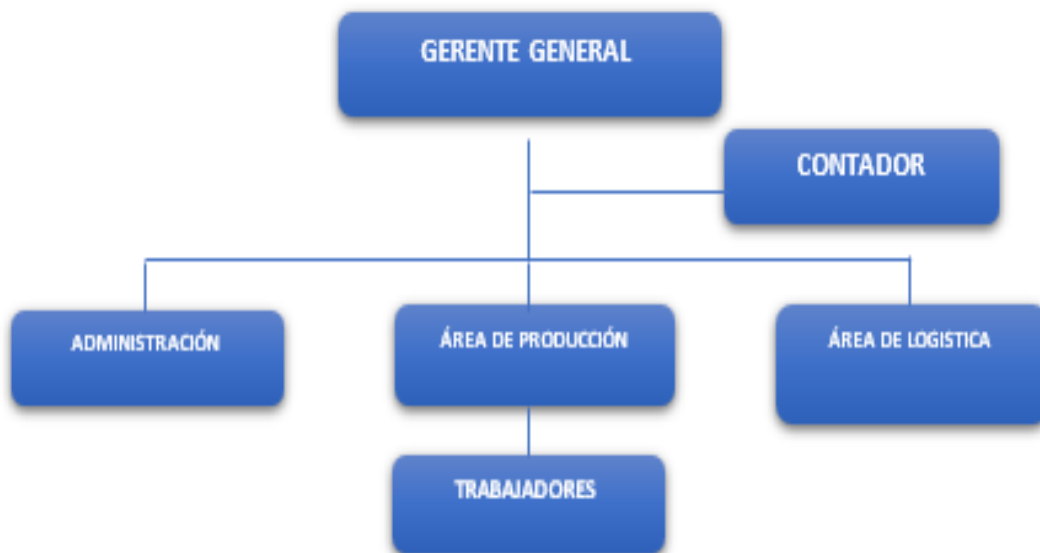 GERENTE GENERAL
CONTADOR
ADMINISTRACIÓN
ÁREA DE PRODUCCIÓN
ÁREA DE LOGISTICA
TRABAJADORES